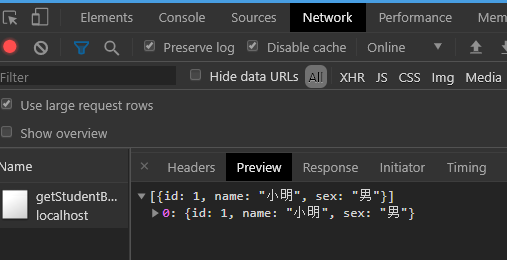 Elements Console Sources Network Performance Mem
Preserve log Disable cache Online
Filter Hide data URLs All XHR JS CSS Img Media
Use large request rows
Show overview
Name × Headers Preview Response Initiator Timing
getStudentB...
localhost
[{id: 1, name: "小明", sex: "男"}]
0: {id: 1, name: "小明", sex: "男"}